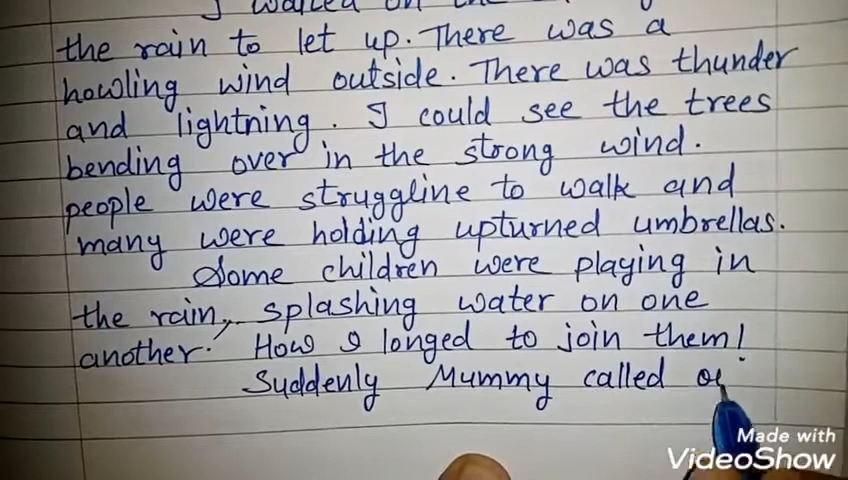 I waited on the
the rain to let up. There was a
howling wind outside. There was thunder
and lightning. I could see the trees
bending over in the strong wind.
people were struggline to walk and
many were holding upturned umbrellas.
Some children were playing in
the rain, splashing water on one
another. How I longed to join them!
Suddenly Mummy called
Made with
VideoShow